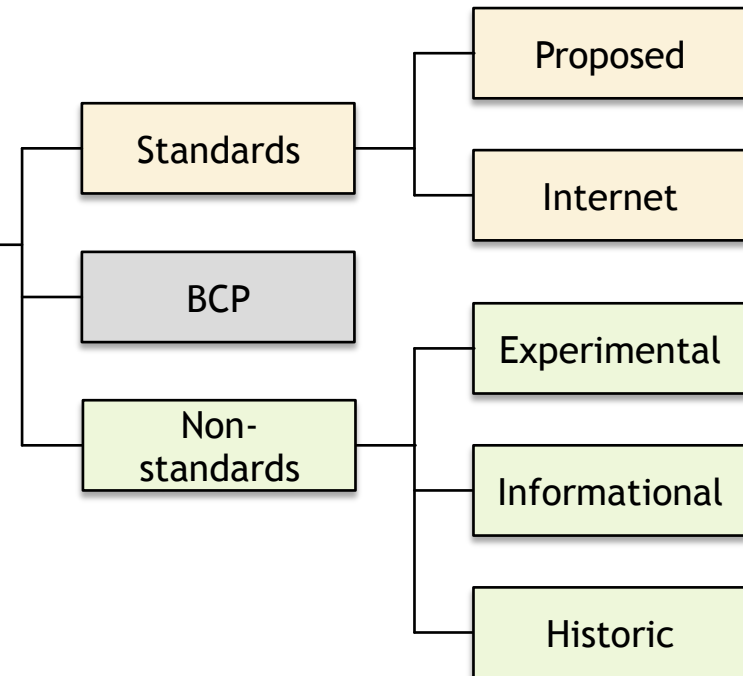 Proposed
Standards
Internet
BCP
Experimental
Non-
standards
Informational
Historic